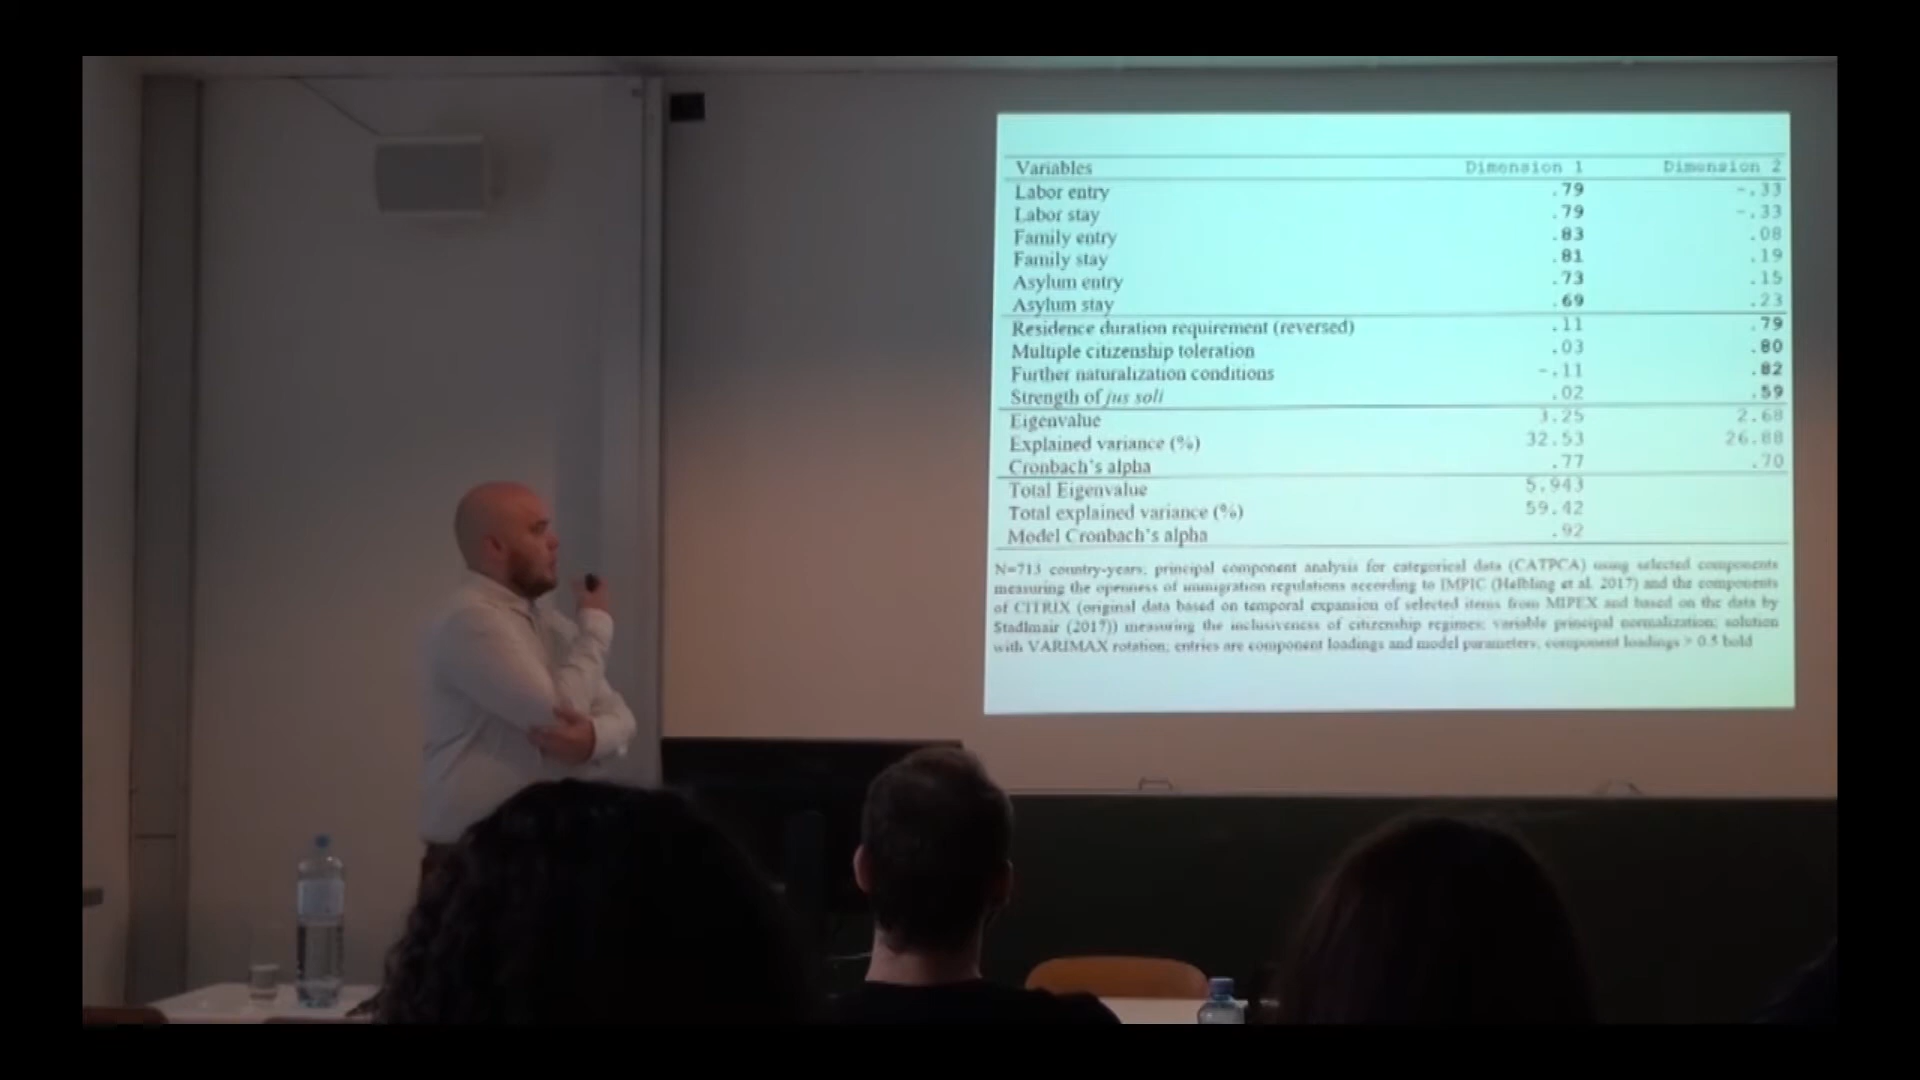 Variables Dimension 1 Dimension 2
Labor entry .79 -.33
Labor stay .79 -.33
Family entry .83 .08
Family stay .81 .19
Asylum entry .73 .15
Asylum stay .69 .23
Residence duration requirement (reversed) .11 .79
Multiple citizenship toleration .03 .80
Further naturalization conditions -.11 .82
Strength of jus soli .02 .59
Eigenvalue 3.25 2.68
Explained variance (%) 32.53 26.88
Cronbach's alpha .77 .70
Total Eigenvalue 5.943
Total explained variance (%) 59.42
Model Cronbach's alpha .92
N=713 country-years; principal component analysis for categorical data (CATPCA) using selected components
measuring the openness of immigration regulations according to IMPIC (Helbling et al. 2017) and the components
of CITRIX (original data based on temporal expansion of selected items from MIPEX and based on the data by
Stadlmair (2017)) measuring the inclusiveness of citizenship regimes; variable principal normalization; solution
with VARIMAX rotation; entries are component loadings and model parameters; component loadings > 0.5 bold